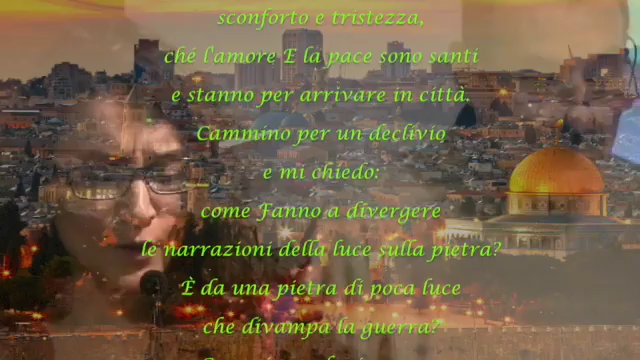 sconforto e tristezza,
ché l'amore E la pace sono santi
e stanno per arrivare in città.
Cammino per un declivio
e mi chiedo:
come Fanno a divergere
le narrazioni della luce sulla pietra?
È da una pietra di poca luce
che divampa la guerra?